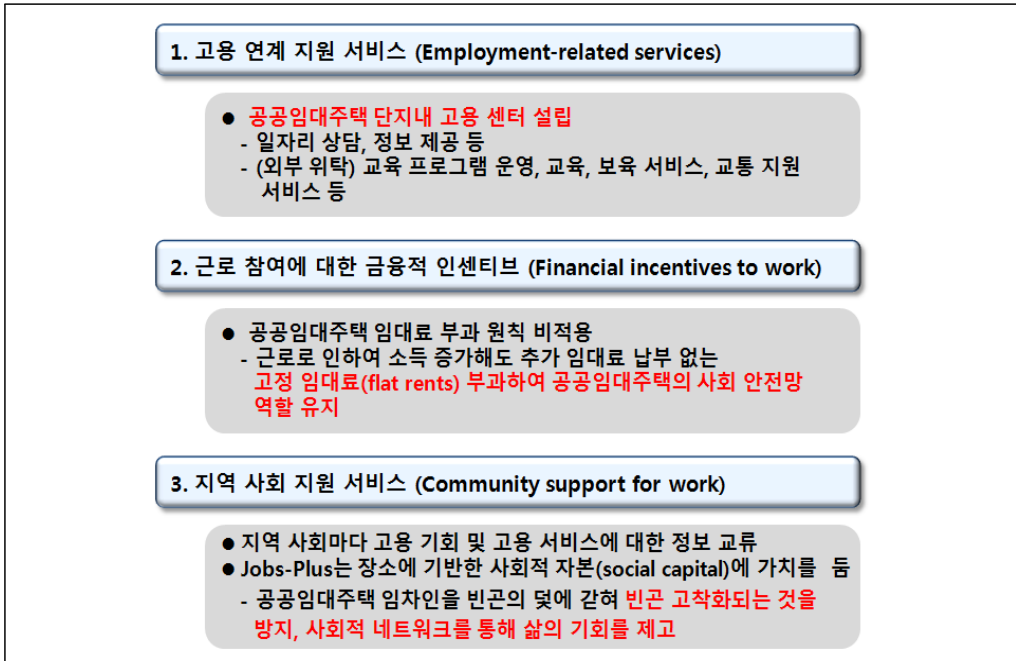 1. 고용 연계 지원 서비스 (Employment-related services)
● 공공임대주택 단지내 고용 센터 설립
- 일자리 상담, 정보 제공 등
- (외부 위탁) 교육 프로그램 운영, 교육, 보육 서비스, 교통 지원
서비스 등
2. 근로 참여에 대한 금융적 인센티브 (Financial incentives to work)
● 공공임대주택 임대료 부과 원칙 비적용
- 근로로 인하여 소득 증가해도 추가 임대료 납부 없는
고정 임대료(flat rents) 부과하여 공공임대주택의 사회 안전망
역할 유지
3. 지역 사회 지원 서비스 (Community support for work)
● 지역 사회마다 고용 기회 및 고용 서비스에 대한 정보 교류
● Jobs-Plus는 장소에 기반한 사회적 자본(social capital)에 가치를 둠
- 공공임대주택 임차인을 빈곤의 덫에 갇혀 빈곤 고착화되는 것을
방지, 사회적 네트워크를 통해 삶의 기회를 제고